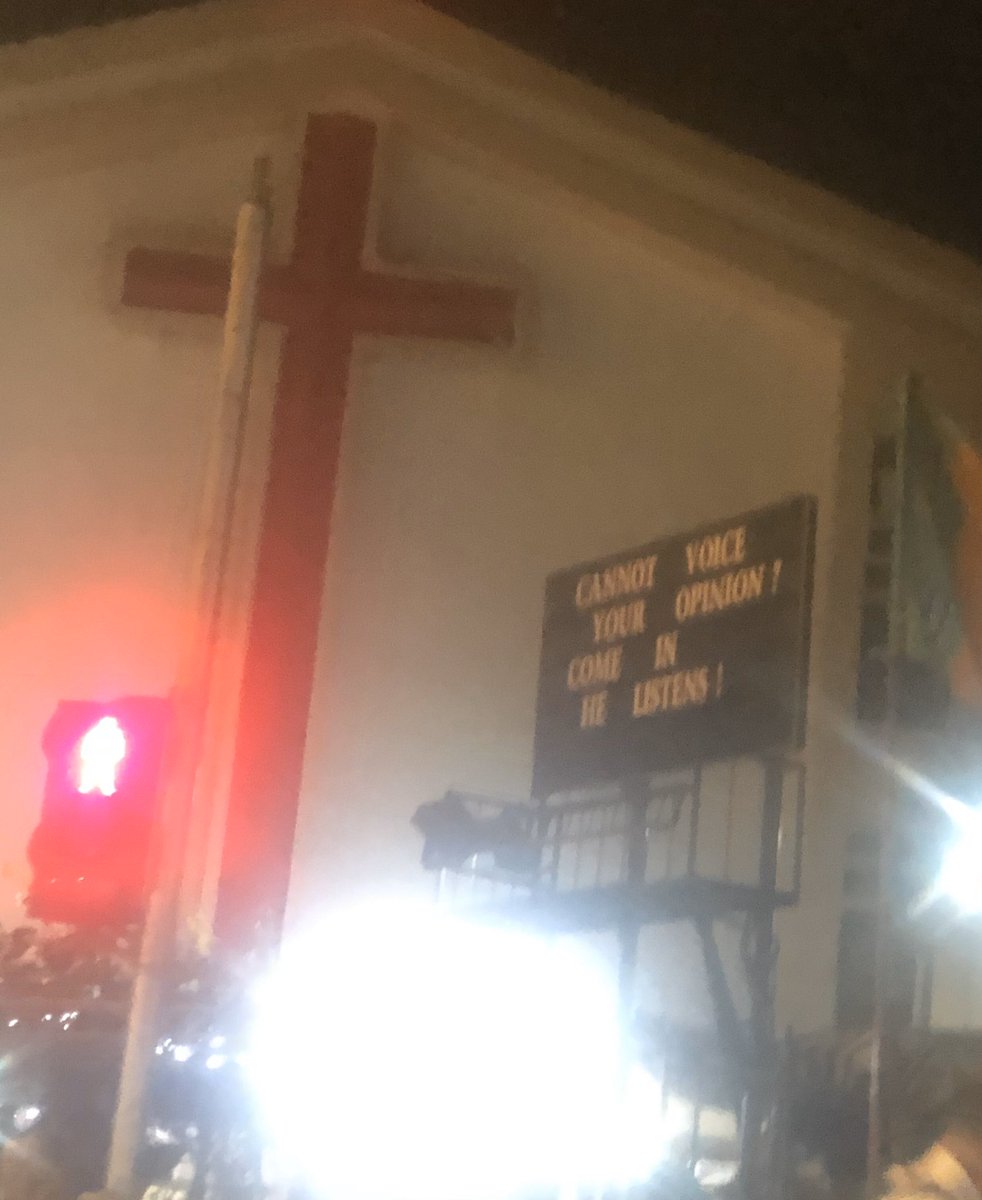 CANNOT VOICE
YOUR OPINION?
COME IN
HE LISTENS!